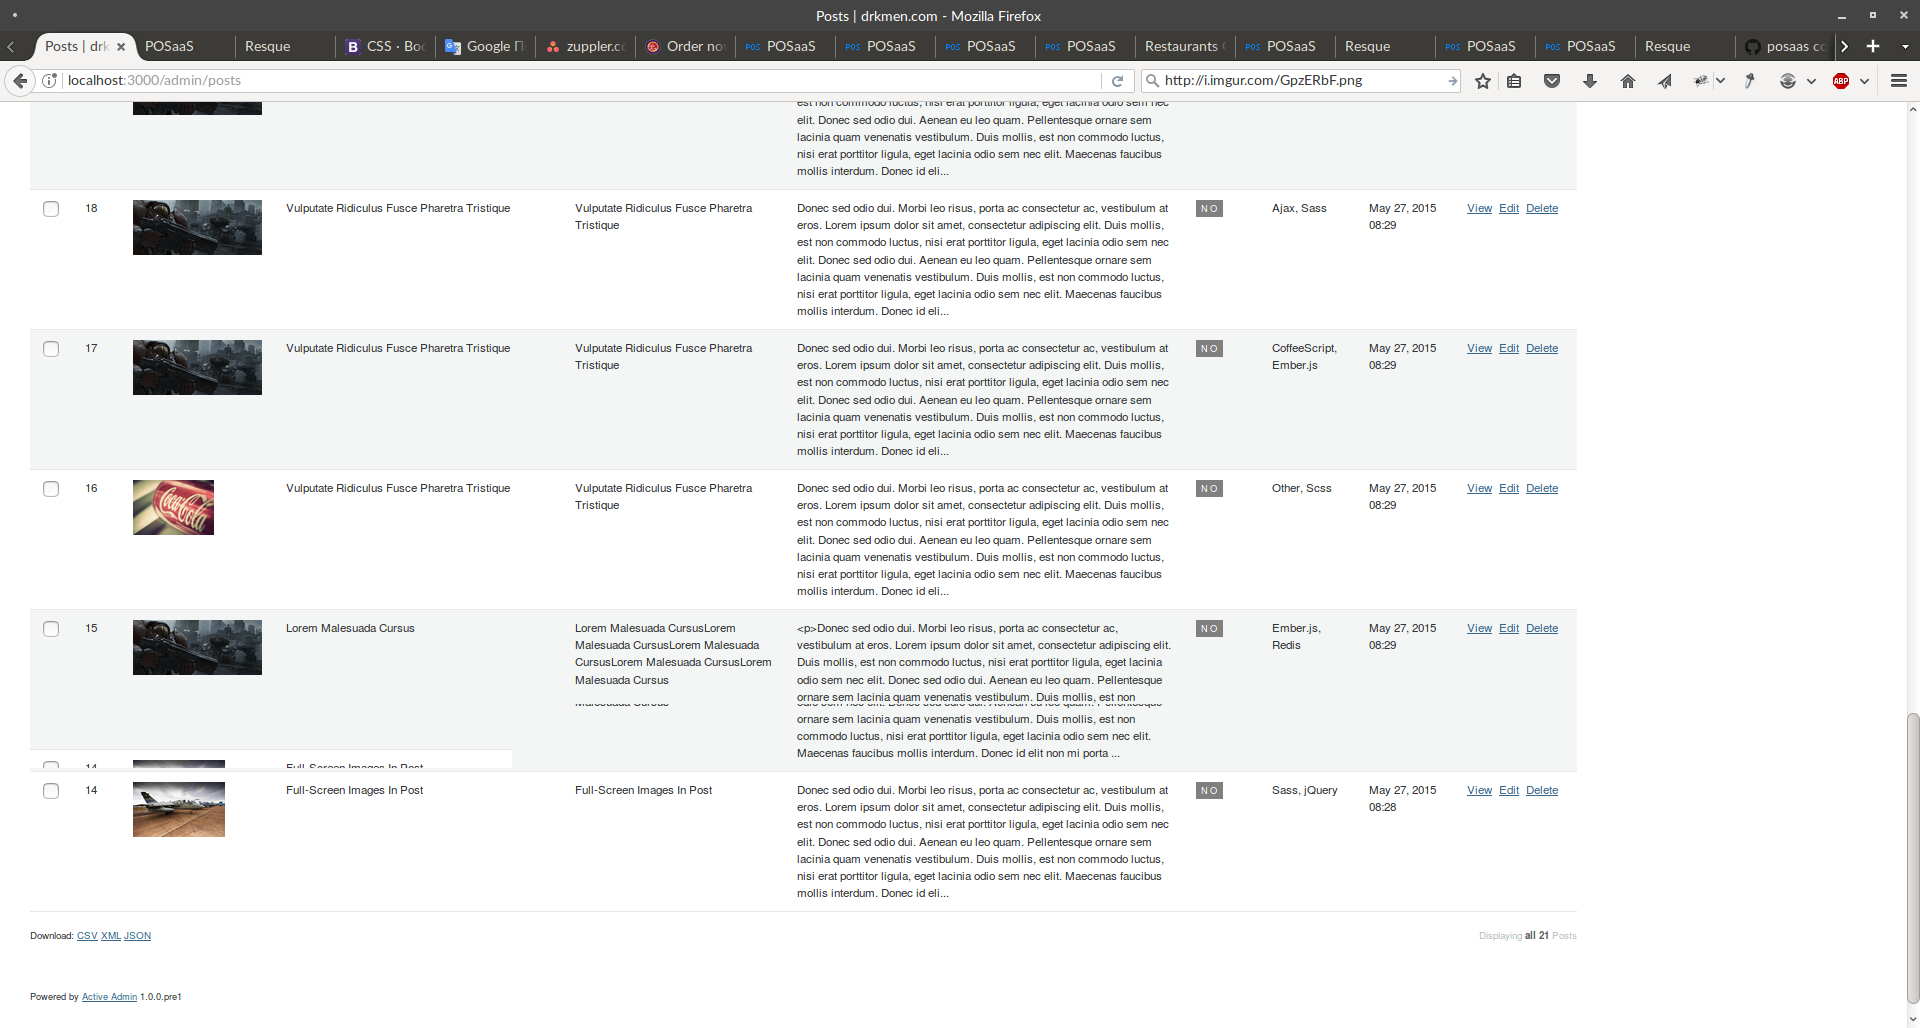 Posts | drkmen.com - Mozilla Firefox
Posts | drk
POSaaS
Resque
CSS · Bo
Google П
zuppler.c
Order no
POS POSaaS
POS POSaaS
POS POSaaS
POS POSaaS
Restaurants
POS POSaaS
Resque
POS POSaaS
POS POSaaS
Resque
posaas c
localhost:3000/admin/posts
http://i.imgur.com/GpzERbF.png
ABP
est non commodo luctus, nisi erat porttitor ligula, eget lacinia odio sem nec
elit. Donec sed odio dui. Aenean eu leo quam. Pellentesque ornare sem
lacinia quam venenatis vestibulum. Duis mollis, est non commodo luctus,
nisi erat porttitor ligula, eget lacinia odio sem nec elit. Maecenas faucibus
mollis interdum. Donec id eli...
18
Vulputate Ridiculus Fusce Pharetra Tristique
Vulputate Ridiculus Fusce Pharetra
Tristique
Donec sed odio dui. Morbi leo risus, porta ac consectetur ac, vestibulum at
eros. Lorem ipsum dolor sit amet, consectetur adipiscing elit. Duis mollis,
est non commodo luctus, nisi erat porttitor ligula, eget lacinia odio sem nec
elit. Donec sed odio dui. Aenean eu leo quam. Pellentesque ornare sem
lacinia quam venenatis vestibulum. Duis mollis, est non commodo luctus,
nisi erat porttitor ligula, eget lacinia odio sem nec elit. Maecenas faucibus
mollis interdum. Donec id eli...
NO
Ajax, Sass
May 27, 2015
08:29
View Edit Delete
17
Vulputate Ridiculus Fusce Pharetra Tristique
Vulputate Ridiculus Fusce Pharetra
Tristique
Donec sed odio dui. Morbi leo risus, porta ac consectetur ac, vestibulum at
eros. Lorem ipsum dolor sit amet, consectetur adipiscing elit. Duis mollis,
est non commodo luctus, nisi erat porttitor ligula, eget lacinia odio sem nec
elit. Donec sed odio dui. Aenean eu leo quam. Pellentesque ornare sem
lacinia quam venenatis vestibulum. Duis mollis, est non commodo luctus,
nisi erat porttitor ligula, eget lacinia odio sem nec elit. Maecenas faucibus
mollis interdum. Donec id eli...
NO
CoffeeScript,
Ember.js
May 27, 2015
08:29
View Edit Delete
16
Coca-Cola
Vulputate Ridiculus Fusce Pharetra Tristique
Vulputate Ridiculus Fusce Pharetra
Tristique
Donec sed odio dui. Morbi leo risus, porta ac consectetur ac, vestibulum at
eros. Lorem ipsum dolor sit amet, consectetur adipiscing elit. Duis mollis,
est non commodo luctus, nisi erat porttitor ligula, eget lacinia odio sem nec
elit. Donec sed odio dui. Aenean eu leo quam. Pellentesque ornare sem
lacinia quam venenatis vestibulum. Duis mollis, est non commodo luctus,
nisi erat porttitor ligula, eget lacinia odio sem nec elit. Maecenas faucibus
mollis interdum. Donec id eli...
NO
Other, Scss
May 27, 2015
08:29
View Edit Delete
15
Lorem Malesuada Cursus
Lorem Malesuada CursusLorem
Malesuada CursusLorem Malesuada
CursusLorem Malesuada CursusLorem
Malesuada Cursus
<p>Donec sed odio dui. Morbi leo risus, porta ac consectetur ac,
vestibulum at eros. Lorem ipsum dolor sit amet, consectetur adipiscing elit.
Duis mollis, est non commodo luctus, nisi erat porttitor ligula, eget lacinia
odio sem nec elit. Donec sed odio dui. Aenean eu leo quam. Pellentesque
ornare sem lacinia quam venenatis vestibulum. Duis mollis, est non
ornare sem lacinia quam venenatis vestibulum. Duis mollis, est non
commodo luctus, nisi erat porttitor ligula, eget lacinia odio sem nec elit.
Maecenas faucibus mollis interdum. Donec id elit non mi porta ...
NO
Ember.js,
Redis
May 27, 2015
08:29
View Edit Delete
14
Full-Screen Images In Post
14
Full-Screen Images In Post
Full-Screen Images In Post
Donec sed odio dui. Morbi leo risus, porta ac consectetur ac, vestibulum at
eros. Lorem ipsum dolor sit amet, consectetur adipiscing elit. Duis mollis,
est non commodo luctus, nisi erat porttitor ligula, eget lacinia odio sem nec
elit. Donec sed odio dui. Aenean eu leo quam. Pellentesque ornare sem
lacinia quam venenatis vestibulum. Duis mollis, est non commodo luctus,
nisi erat porttitor ligula, eget lacinia odio sem nec elit. Maecenas faucibus
mollis interdum. Donec id eli...
NO
Sass, jQuery
May 27, 2015
08:28
View Edit Delete
Download: CSV XML JSON
Displaying all 21 Posts
Powered by Active Admin 1.0.0.pre1